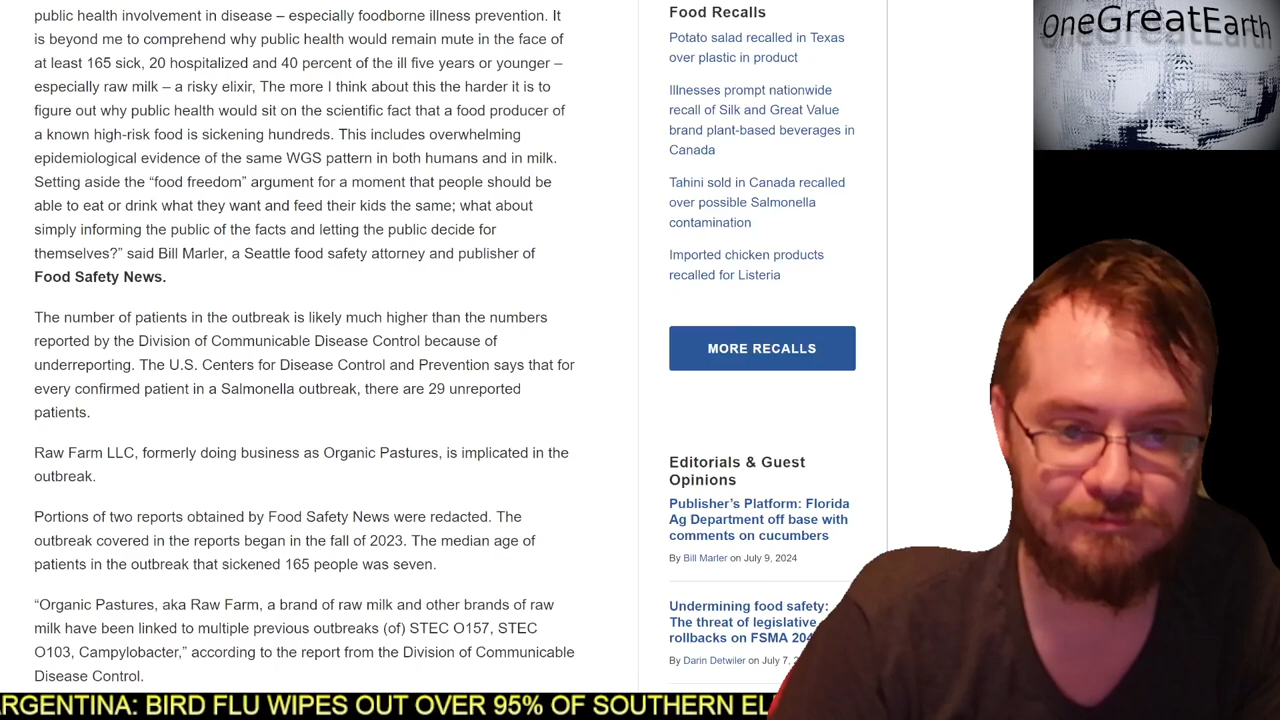 public health involvement in disease – especially foodborne illness prevention. It
is beyond me to comprehend why public health would remain mute in the face of
at least 165 sick, 20 hospitalized and 40 percent of the ill five years or younger –
especially raw milk – a risky elixir, The more I think about this the harder it is to
figure out why public health would sit on the scientific fact that a food producer of
a known high-risk food is sickening hundreds. This includes overwhelming
epidemiological evidence of the same WGS pattern in both humans and in milk.
Setting aside the “food freedom” argument for a moment that people should be
able to eat or drink what they want and feed their kids the same; what about
simply informing the public of the facts and letting the public decide for
themselves?” said Bill Marler, a Seattle food safety attorney and publisher of
Food Safety News.
The number of patients in the outbreak is likely much higher than the numbers
reported by the Division of Communicable Disease Control because of
underreporting. The U.S. Centers for Disease Control and Prevention says that for
every confirmed patient in a Salmonella outbreak, there are 29 unreported
patients.
Raw Farm LLC, formerly doing business as Organic Pastures, is implicated in the
outbreak.
Portions of two reports obtained by Food Safety News were redacted. The
outbreak covered in the reports began in the fall of 2023. The median age of
patients in the outbreak that sickened 165 people was seven.
“Organic Pastures, aka Raw Farm, a brand of raw milk and other brands of raw
milk have been linked to multiple previous outbreaks (of) STEC O157, STEC
O103, Campylobacter,” according to the report from the Division of Communicable
Disease Control.
Food Recalls
Potato salad recalled in Texas
over plastic in product
Illnesses prompt nationwide
recall of Silk and Great Value
brand plant-based beverages in
Canada
Tahini sold in Canada recalled
over possible Salmonella
contamination
Imported chicken products
recalled for Listeria
MORE RECALLS
Editorials & Guest
Opinions
Publisher’s Platform: Florida
Ag Department off base with
comments on cucumbers
By Bill Marler on July 9, 2024
Undermining food safety:
The threat of legislative
rollbacks on FSMA 204
By Darin Detwiler on July 7, 2
OneGreatEarth
ARGENTINA: BIRD FLU WIPES OUT OVER 95% OF SOUTHERN EL